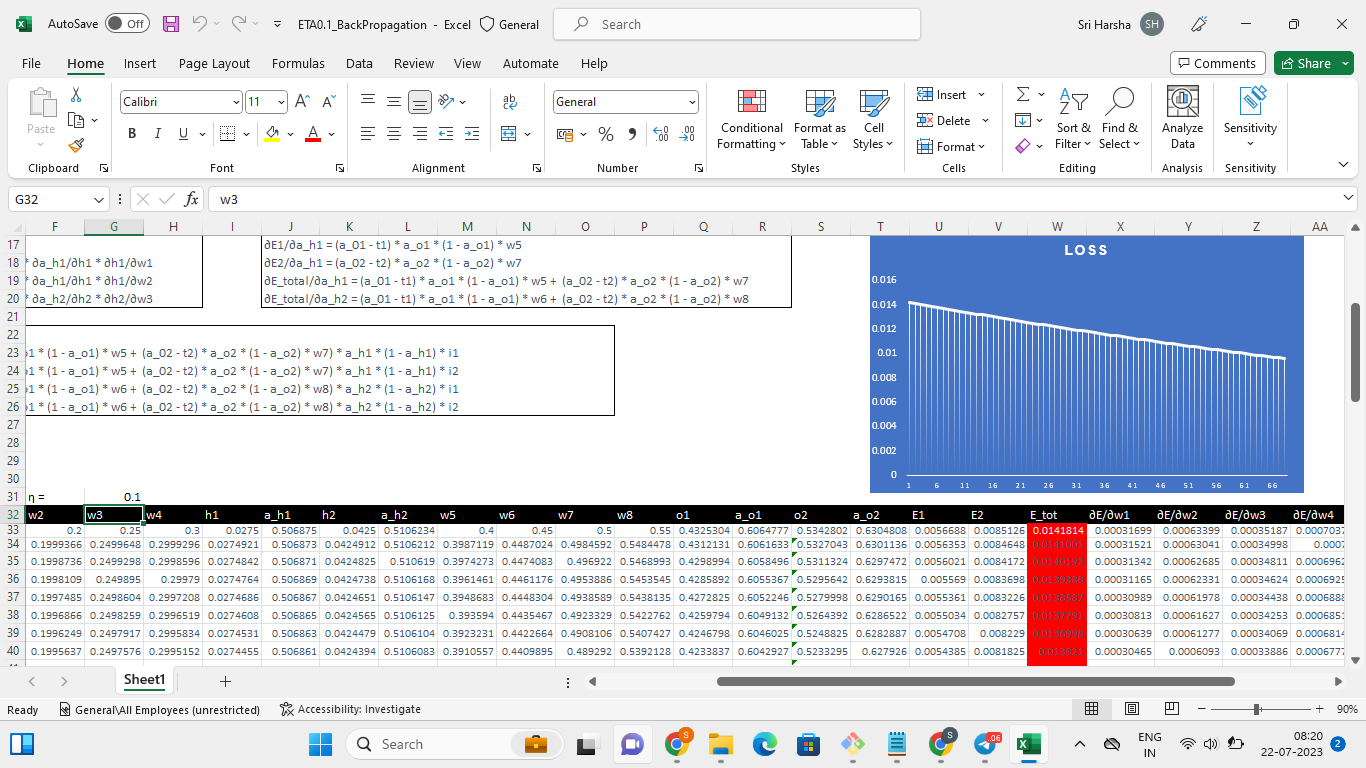 AutoSave Off ETA0.1_BackPropagation - Excel General Search Sri Harsha SH
File Home Insert Page Layout Formulas Data Review View Automate Help Comments Share
Paste Calibri 11 A A ab General Conditional Formatting Format as Table Cell Styles Insert Delete Format Sort & Filter Find & Select Analyze Data Sensitivity
B I U A % 9
Clipboard Font Alignment Number Styles Cells Editing Analysis Sensitivity
G32 fx w3
F G H I J K L M N O P Q R S T U V W X Y Z AA
17 ∂E1/∂a_h1 = (a_01 - t1) * a_o1 * (1 - a_o1) * w5
18 * ∂a_h1/∂h1 * ∂h1/∂w1 ∂E2/∂a_h1 = (a_02 - t2) * a_o2 * (1 - a_o2) * w7
19 * ∂a_h1/∂h1 * ∂h1/∂w2 ∂E_total/∂a_h1 = (a_01 - t1) * a_o1 * (1 - a_o1) * w5 + (a_02 - t2) * a_o2 * (1 - a_o2) * w7
20 * ∂a_h2/∂h2 * ∂h2/∂w3 ∂E_total/∂a_h2 = (a_01 - t1) * a_o1 * (1 - a_o1) * w6 + (a_02 - t2) * a_o2 * (1 - a_o2) * w8
21
22
23 o1 * (1 - a_o1) * w5 + (a_02 - t2) * a_o2 * (1 - a_o2) * w7) * a_h1 * (1 - a_h1) * i1
24 o1 * (1 - a_o1) * w5 + (a_02 - t2) * a_o2 * (1 - a_o2) * w7) * a_h1 * (1 - a_h1) * i2
25 o1 * (1 - a_o1) * w6 + (a_02 - t2) * a_o2 * (1 - a_o2) * w8) * a_h2 * (1 - a_h2) * i1
26 o1 * (1 - a_o1) * w6 + (a_02 - t2) * a_o2 * (1 - a_o2) * w8) * a_h2 * (1 - a_h2) * i2
27
28
29
30
LOSS
0.016
0.014
0.012
0.01
0.008
0.006
0.004
0.002
0
1 6 11 16 21 26 31 36 41 46 51 56 61 66
31 η = 0.1
32 w2 w3 w4 h1 a_h1 h2 a_h2 w5 w6 w7 w8 o1 a_o1 o2 a_o2 E1 E2 E_tot ∂E/∂w1 ∂E/∂w2 ∂E/∂w3 ∂E/∂w4
33 0.2 0.25 0.3 0.0275 0.506875 0.0425 0.5106234 0.4 0.45 0.5 0.55 0.4325304 0.6064777 0.5342802 0.6304808 0.0056688 0.0085126 0.0141814 0.00031699 0.00063399 0.00035187 0.0007037
34 0.1999366 0.2499648 0.2999296 0.0274921 0.506873 0.0424912 0.5106212 0.3987119 0.4487024 0.4984592 0.5484478 0.4312131 0.6061633 0.5327043 0.6301136 0.0056353 0.0084648 0.00031521 0.00063041 0.00034998 0.0007
35 0.1998736 0.2499298 0.2998596 0.0274842 0.506871 0.0424825 0.510619 0.3974273 0.4474083 0.496922 0.5468993 0.4298994 0.6058496 0.5311324 0.6297472 0.0056021 0.0084172 0.00031342 0.00062685 0.00034811 0.0006962
36 0.1998109 0.249895 0.29979 0.0274764 0.506869 0.0424738 0.5106168 0.3961461 0.4461176 0.4953886 0.5453545 0.4285892 0.6055367 0.5295642 0.6293815 0.005569 0.0083698 0.00031165 0.00062331 0.00034624 0.0006925
37 0.1997485 0.2498604 0.2997208 0.0274686 0.506867 0.0424651 0.5106147 0.3948683 0.4448304 0.4938589 0.5438135 0.4272825 0.6052246 0.5279998 0.6290165 0.0055361 0.0083226 0.00030989 0.00061978 0.00034438 0.0006888
38 0.1996866 0.2498259 0.2996519 0.0274608 0.506865 0.0424565 0.5106125 0.393594 0.4435467 0.4923329 0.5422762 0.4259794 0.6049132 0.5264392 0.6286522 0.0055034 0.0082757 0.00030813 0.00061627 0.00034253 0.0006851
39 0.1996249 0.2497917 0.2995834 0.0274531 0.506863 0.0424479 0.5106104 0.3923231 0.4422664 0.4908106 0.5407427 0.4246798 0.6046025 0.5248825 0.6282887 0.0054708 0.008229 0.00030639 0.00061277 0.00034069 0.0006814
40 0.1995637 0.2497576 0.2995152 0.0274455 0.506861 0.0424394 0.5106083 0.3910557 0.4409895 0.489292 0.5392128 0.4233837 0.6042927 0.5233295 0.627926 0.0054385 0.0081825 0.013621 0.00030465 0.0006093 0.00033886 0.0006777
Sheet1
Ready General\All Employees (unrestricted) Accessibility: Investigate 90%
Search ENG IN 08:20 22-07-2023 2